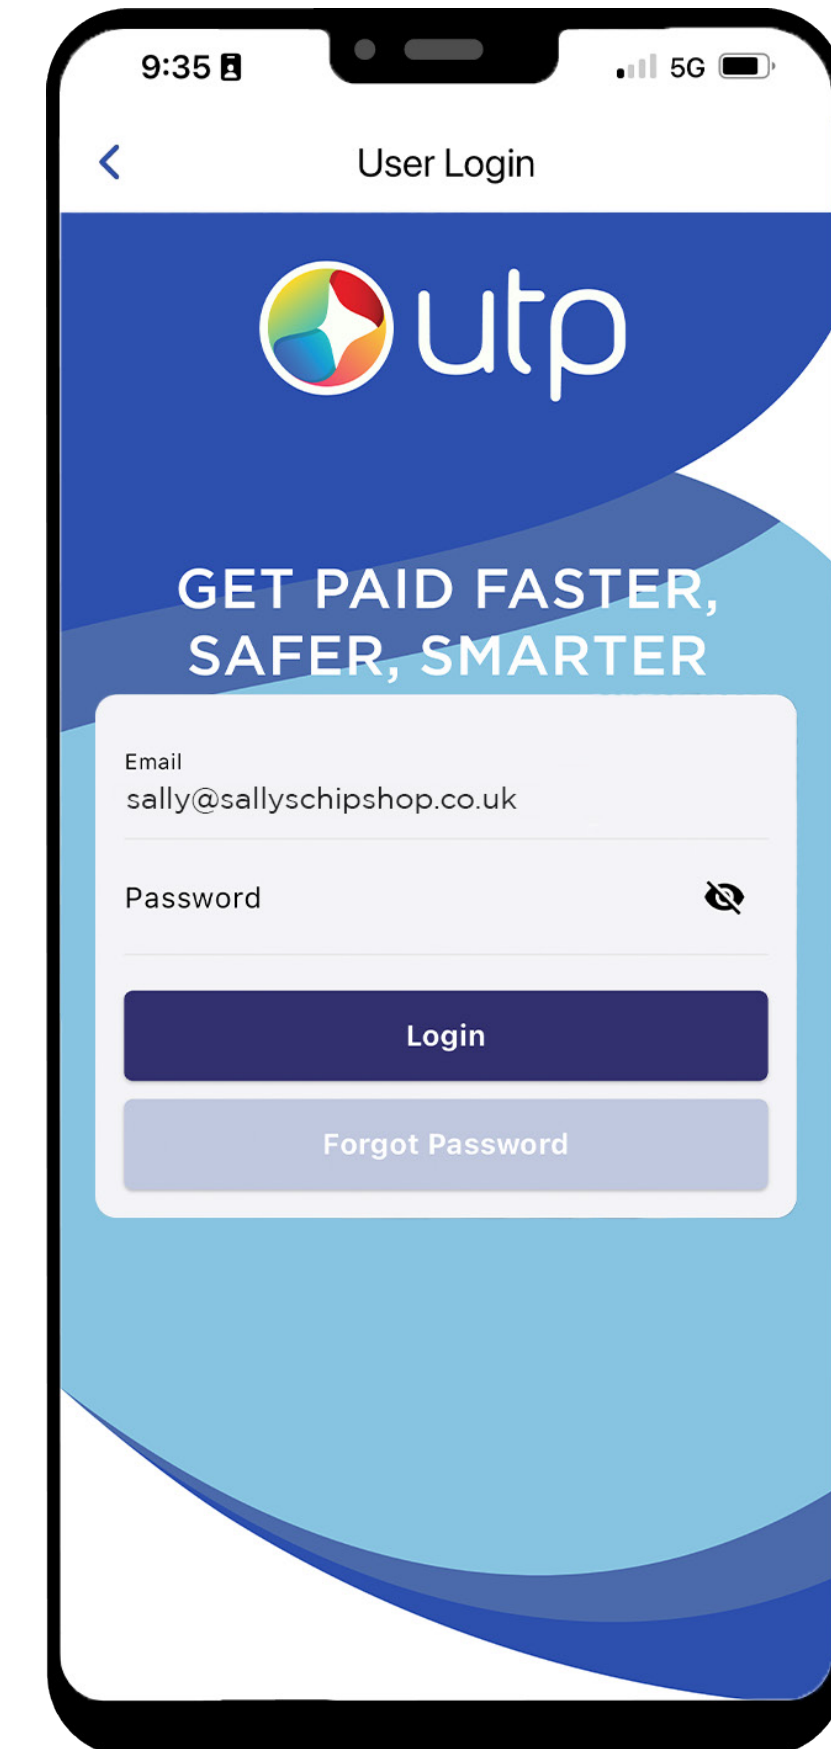 9:35 5G
User Login
utp
GET PAID FASTER,
SAFER, SMARTER
Email
sally@sallyschipshop.co.uk
Password
Login
Forgot Password